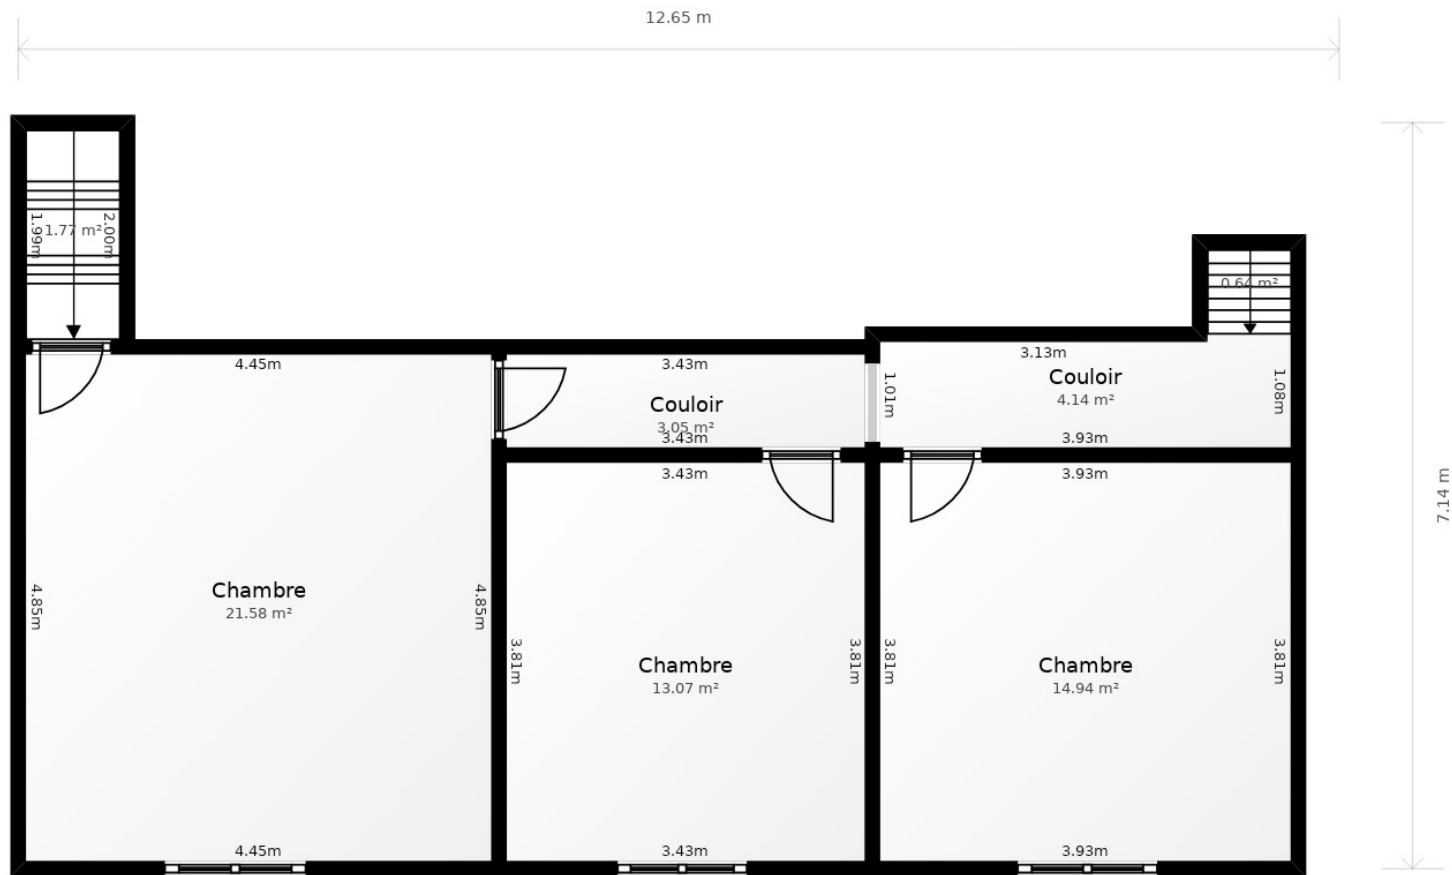 12.65 m
1.99m
1.77 m²
2.00m
0.64 m²
4.45m
3.43m
3.13m
Couloir
4.14 m²
1.01m
1.08m
Couloir
3.05 m²
3.43m
3.93m
3.43m
3.93m
7.14 m
Chambre
21.58 m²
4.85m
4.85m
3.81m
Chambre
13.07 m²
3.81m
3.81m
Chambre
14.94 m²
3.81m
4.45m
3.43m
3.93m